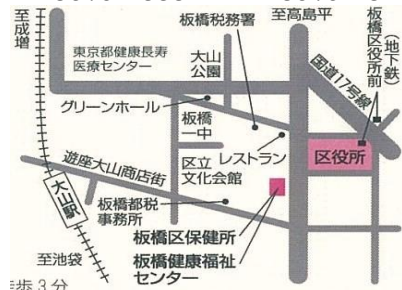 至成増
板橋税務署
至高島平
板橋区役所前
(地下鉄)
東京都健康長寿
医療センター
大山
公園
国道17号線
グリーンホール
板橋
一中
レストラン
区役所
遊座大山商店街
区立
文化会館
大山駅
板橋都税
事務所
板橋区保健所
板橋健康福祉
センター
至池袋
歩3分